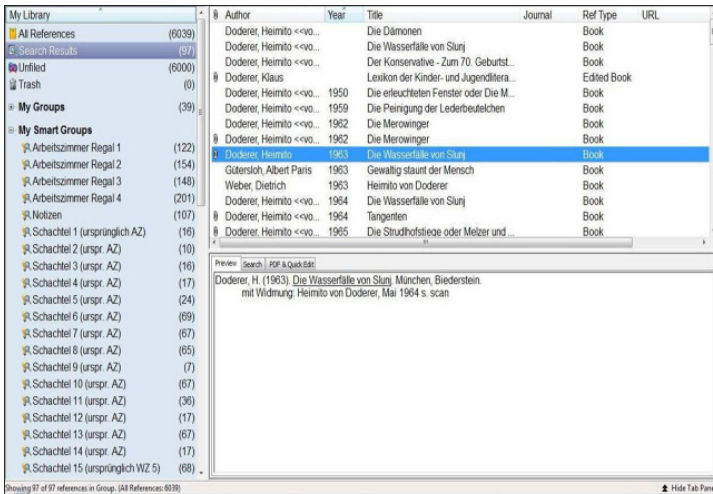 My Library
All References (6039)
Search Results (97)
Unfiled (6000)
Trash (0)
My Groups (39)
My Smart Groups
Arbeitszimmer Regal 1 (122)
Arbeitszimmer Regal 2 (154)
Arbeitszimmer Regal 3 (148)
Arbeitszimmer Regal 4 (201)
Notizen (107)
Schachtel 1 (ursprünglich AZ) (16)
Schachtel 2 (urspr. AZ) (10)
Schachtel 3 (urspr. AZ) (16)
Schachtel 4 (urspr. AZ) (17)
Schachtel 5 (urspr. AZ) (24)
Schachtel 6 (urspr. AZ) (69)
Schachtel 7 (urspr. AZ) (67)
Schachtel 8 (urspr. AZ) (65)
Schachtel 9 (urspr. AZ) (7)
Schachtel 10 (urspr. AZ) (67)
Schachtel 11 (urspr. AZ) (36)
Schachtel 12 (urspr. AZ) (17)
Schachtel 13 (urspr. AZ) (67)
Schachtel 14 (urspr. AZ) (17)
Schachtel 15 (ursprünglich WZ 5) (68)
Author Year Title Journal Ref Type URL
Doderer, Heimito <<vo... Die Dämonen Book
Doderer, Heimito <<vo... Die Wasserfälle von Slunj Book
Doderer, Heimito <<vo... Der Konservative - Zum 70. Geburtst... Book
Doderer, Klaus Lexikon der Kinder- und Jugendlitera... Edited Book
Doderer, Heimito <<vo... 1950 Die erleuchteten Fenster oder Die M... Book
Doderer, Heimito <<vo... 1959 Die Peinigung der Lederbeutelchen Book
Doderer, Heimito <<vo... 1962 Die Merowinger Book
Doderer, Heimito <<vo... 1962 Die Merowinger Book
Doderer, Heimito 1963 Die Wasserfälle von Slunj Book
Gütersloh, Albert Paris 1963 Gewaltig staunt der Mensch Book
Weber, Dietrich 1963 Heimito von Doderer Book
Doderer, Heimito <<vo... 1964 Die Wasserfälle von Slunj Book
Doderer, Heimito <<vo... 1964 Tangenten Book
Doderer, Heimito <<vo... 1965 Die Strudlhofstiege oder Melzer und ... Book
Preview Search PDF & Quick Edit
Doderer, H. (1963). Die Wasserfälle von Slunj. München, Biederstein.
mit Widmung: Heimito von Doderer, Mai 1964 s. scan
Showing 97 of 97 references in Group. (All References: 6039) Hide Tab Pane